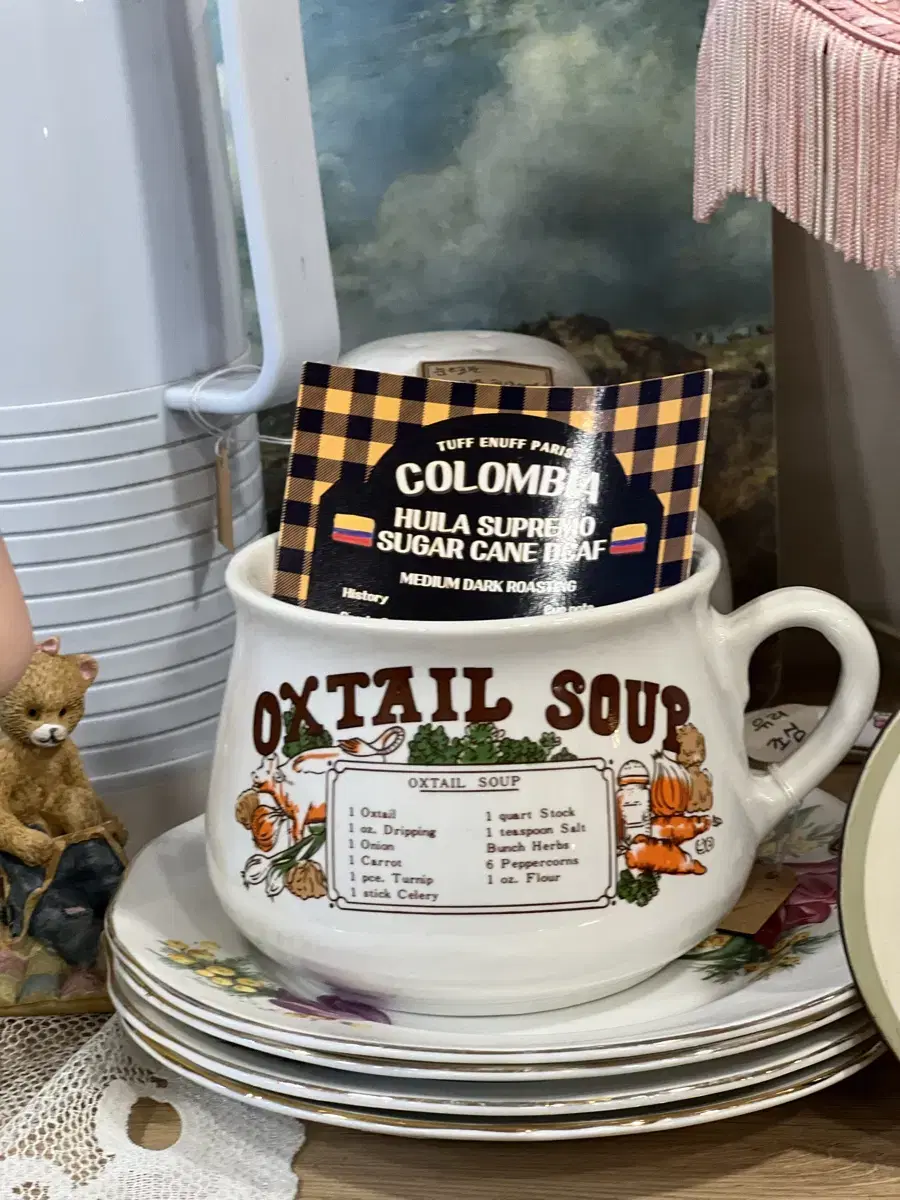 TUFF ENUFF PARIS
COLOMBIA
HUILA SUPREMO
SUGAR CANE DCAF
MEDIUM DARK ROASTING
History
OXTAIL SOUP
OXTAIL SOUP
1 Oxtail
1 oz. Dripping
1 Onion
1 Carrot
1 pce. Turnip
1 stick Celery
1 quart Stock
1 teaspoon Salt
Bunch Herbs
6 Peppercorns
1 oz. Flour